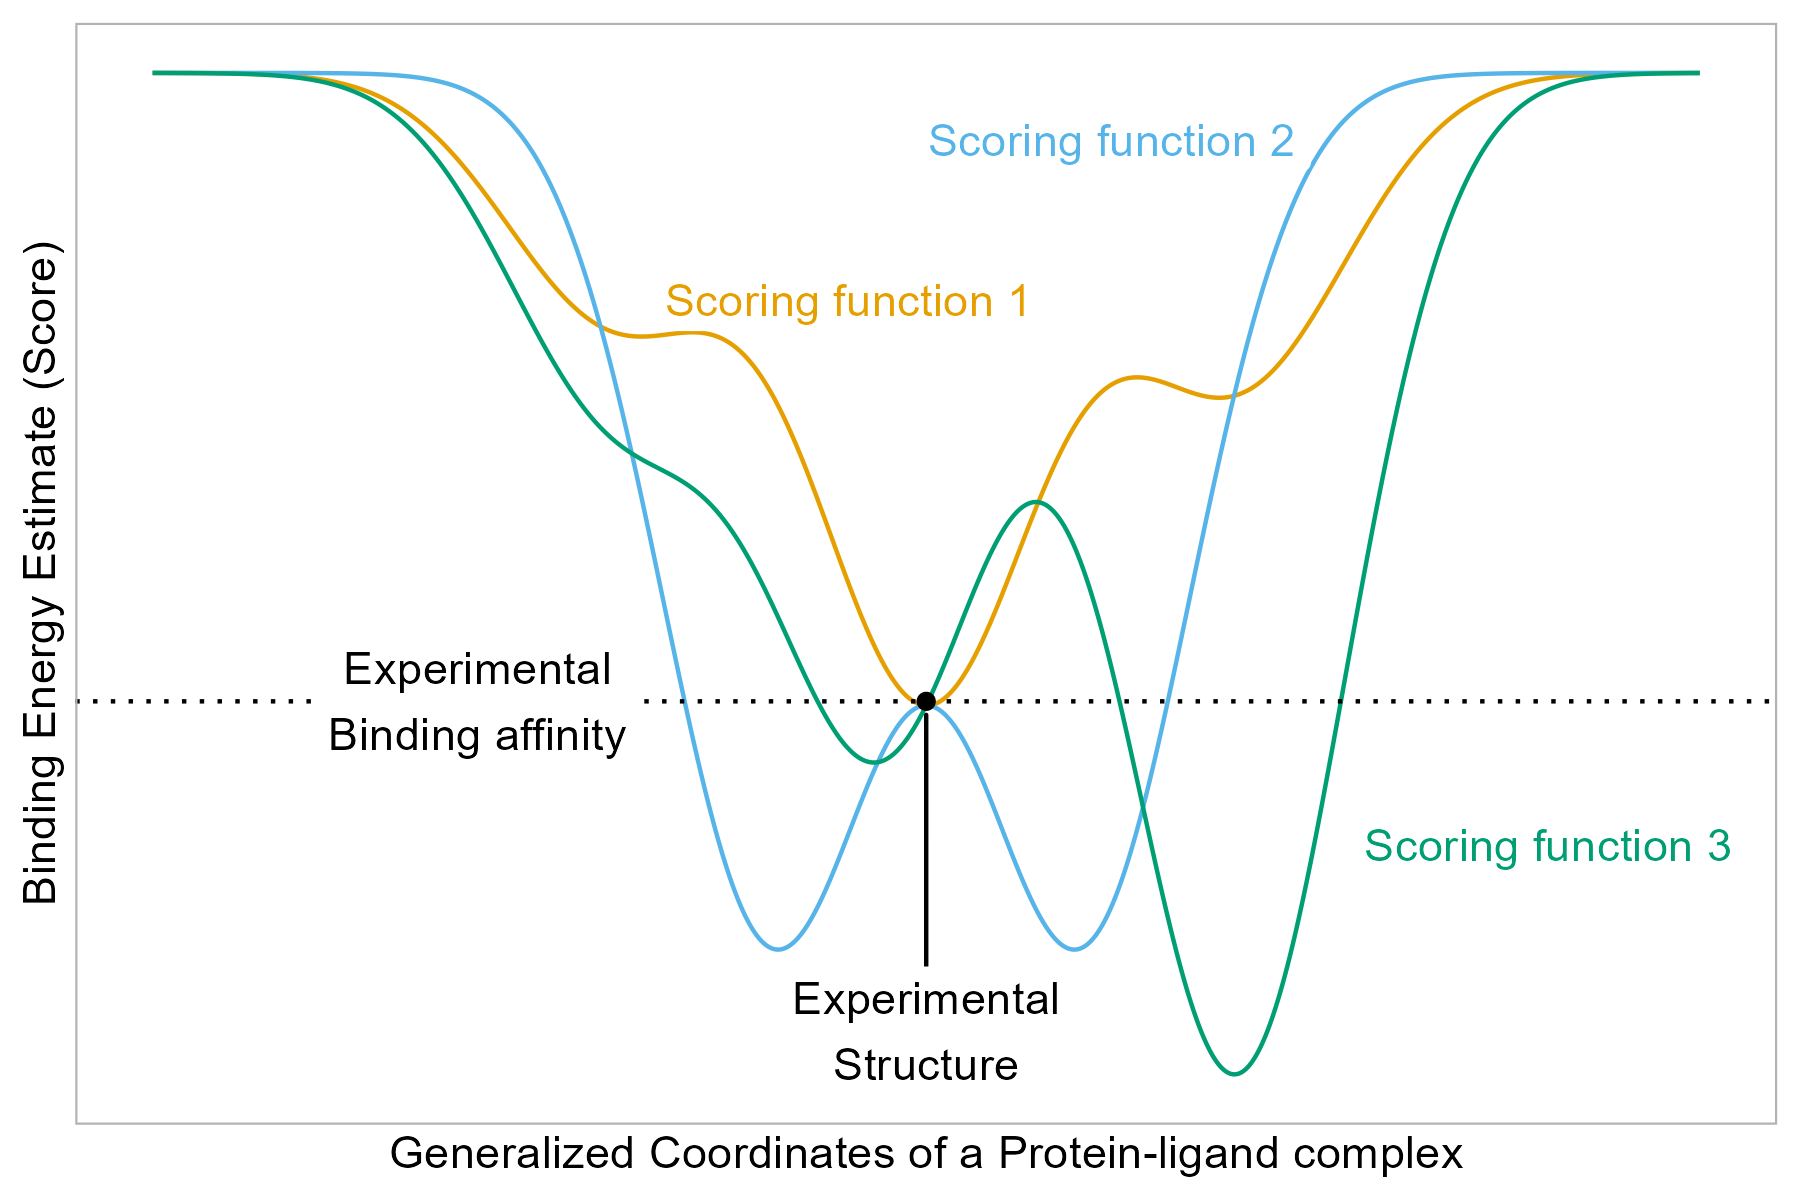 Scoring function 2
Scoring function 1
Binding Energy Estimate (Score)
Experimental
Binding affinity
Scoring function 3
Experimental
Structure
Generalized Coordinates of a Protein-ligand complex